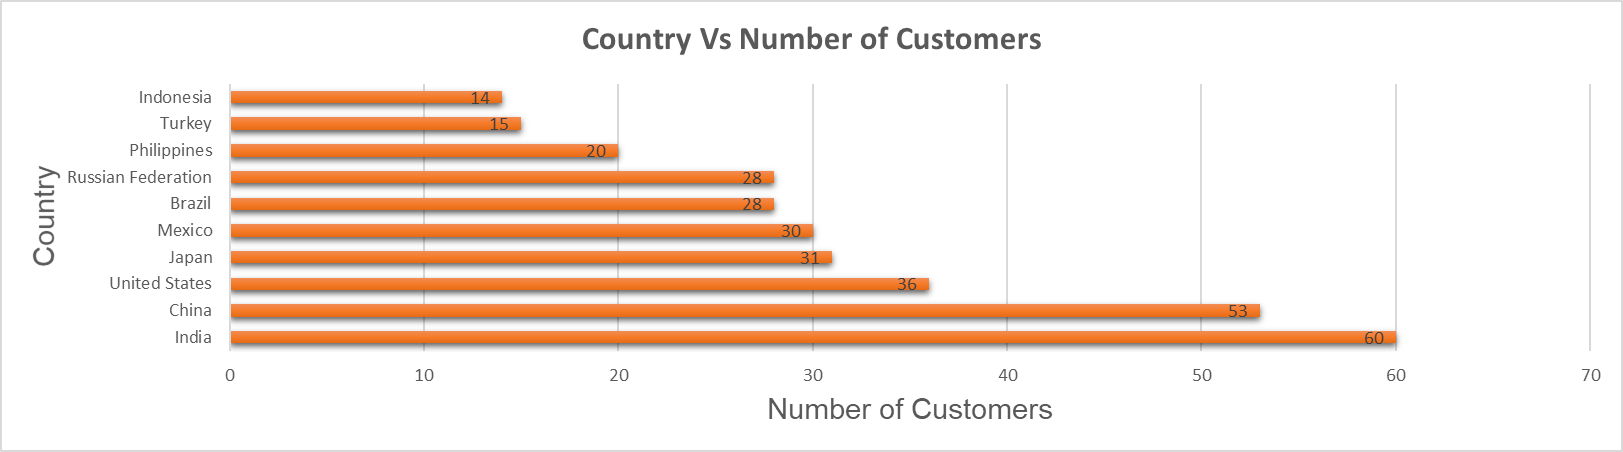 Country Vs Number of Customers
Country
Indonesia 14
Turkey 15
Philippines 20
Russian Federation 28
Brazil 28
Mexico 30
Japan 31
United States 36
China 53
India 60
0 10 20 30 40 50 60 70
Number of Customers